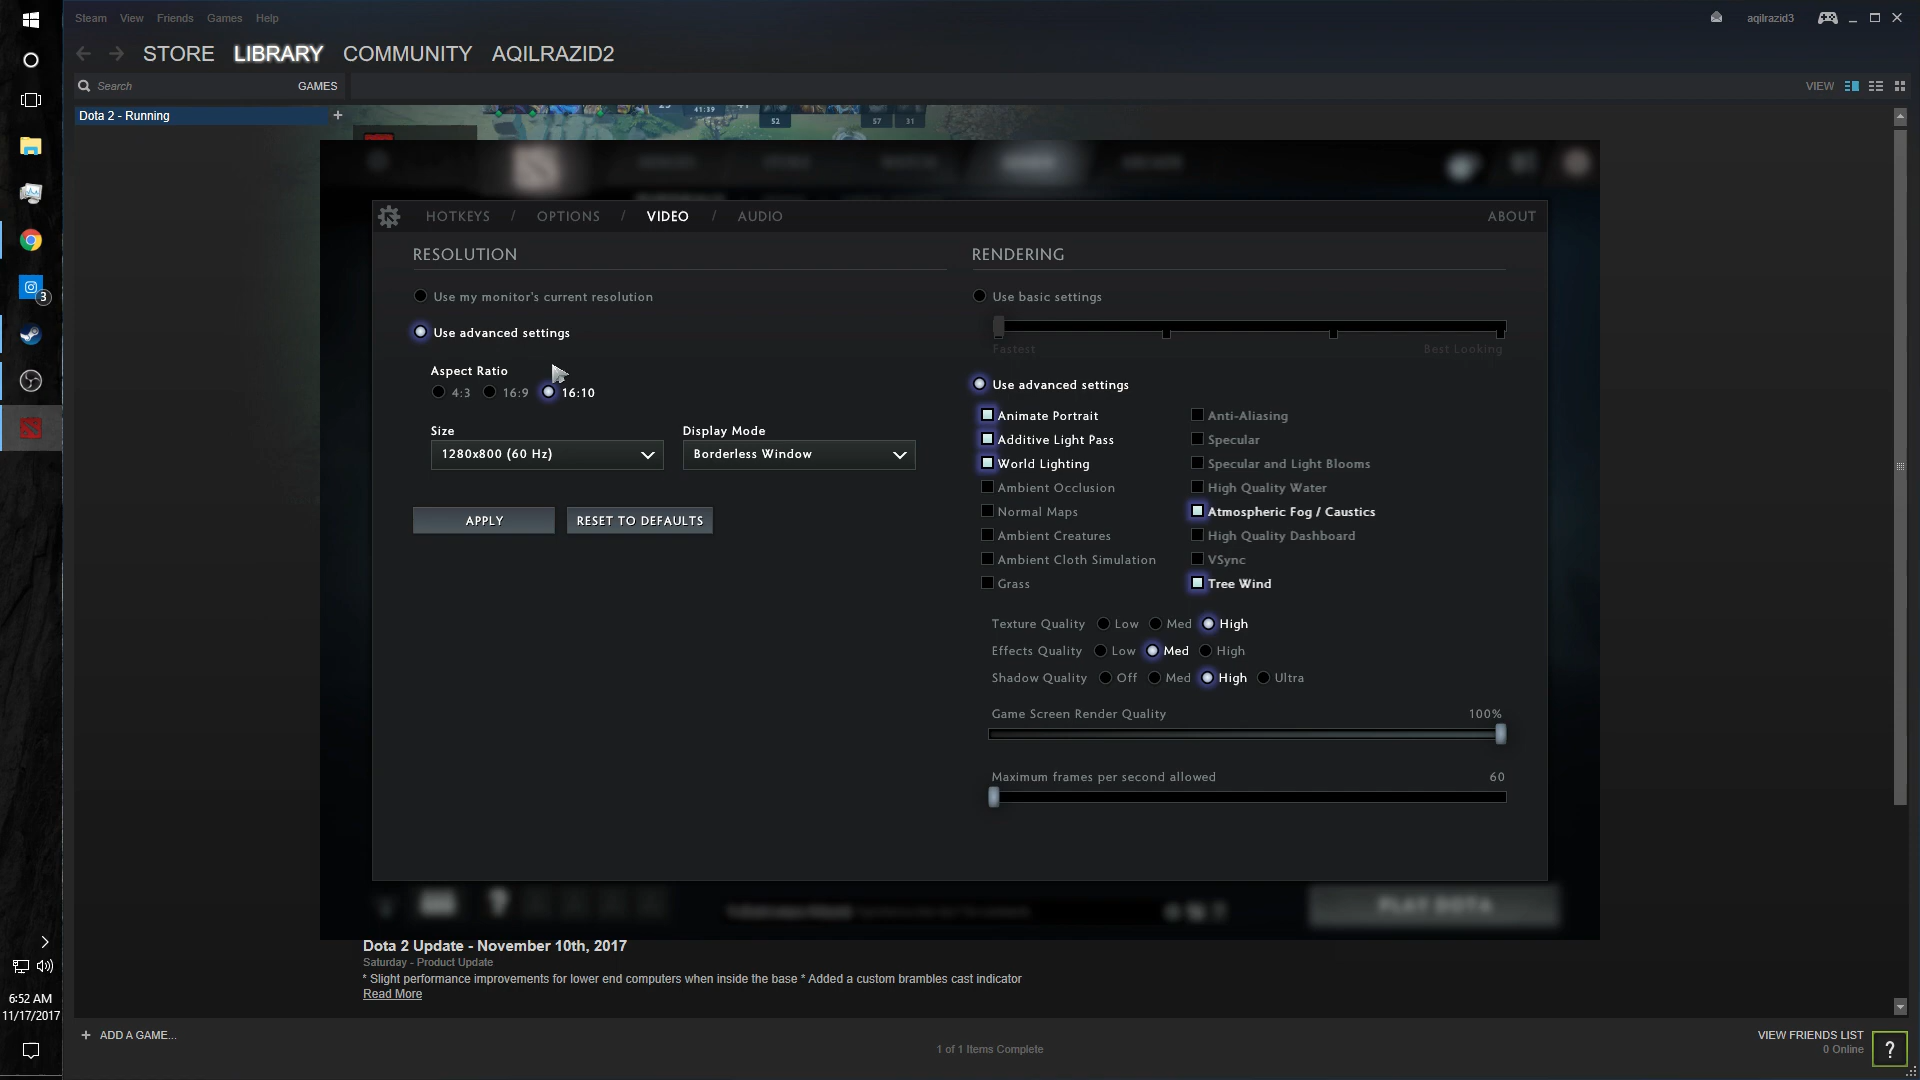 Steam View Friends Games Help aqilrazid3
STORE LIBRARY COMMUNITY AQILRAZID2
Search GAMES VIEW
Dota 2 - Running +
41:39
52 57 31
HOTKEYS / OPTIONS / VIDEO / AUDIO ABOUT
RESOLUTION
Use my monitor's current resolution
Use advanced settings
Aspect Ratio
4:3 16:9 16:10
Size Display Mode
1280x800 (60 Hz) Borderless Window
APPLY RESET TO DEFAULTS
RENDERING
Use basic settings
Fastest Best Looking
Use advanced settings
Animate Portrait Anti-Aliasing
Additive Light Pass Specular
World Lighting Specular and Light Blooms
Ambient Occlusion High Quality Water
Normal Maps Atmospheric Fog / Caustics
Ambient Creatures High Quality Dashboard
Ambient Cloth Simulation VSync
Grass Tree Wind
Texture Quality Low Med High
Effects Quality Low Med High
Shadow Quality Off Med High Ultra
Game Screen Render Quality 100%
Maximum frames per second allowed 60
PLAY DOTA
Dota 2 Update - November 10th, 2017
Saturday - Product Update
* Slight performance improvements for lower end computers when inside the base * Added a custom brambles cast indicator
Read More
+ ADD A GAME...
1 of 1 Items Complete
VIEW FRIENDS LIST
0 Online
?
3
6:52 AM
11/17/2017